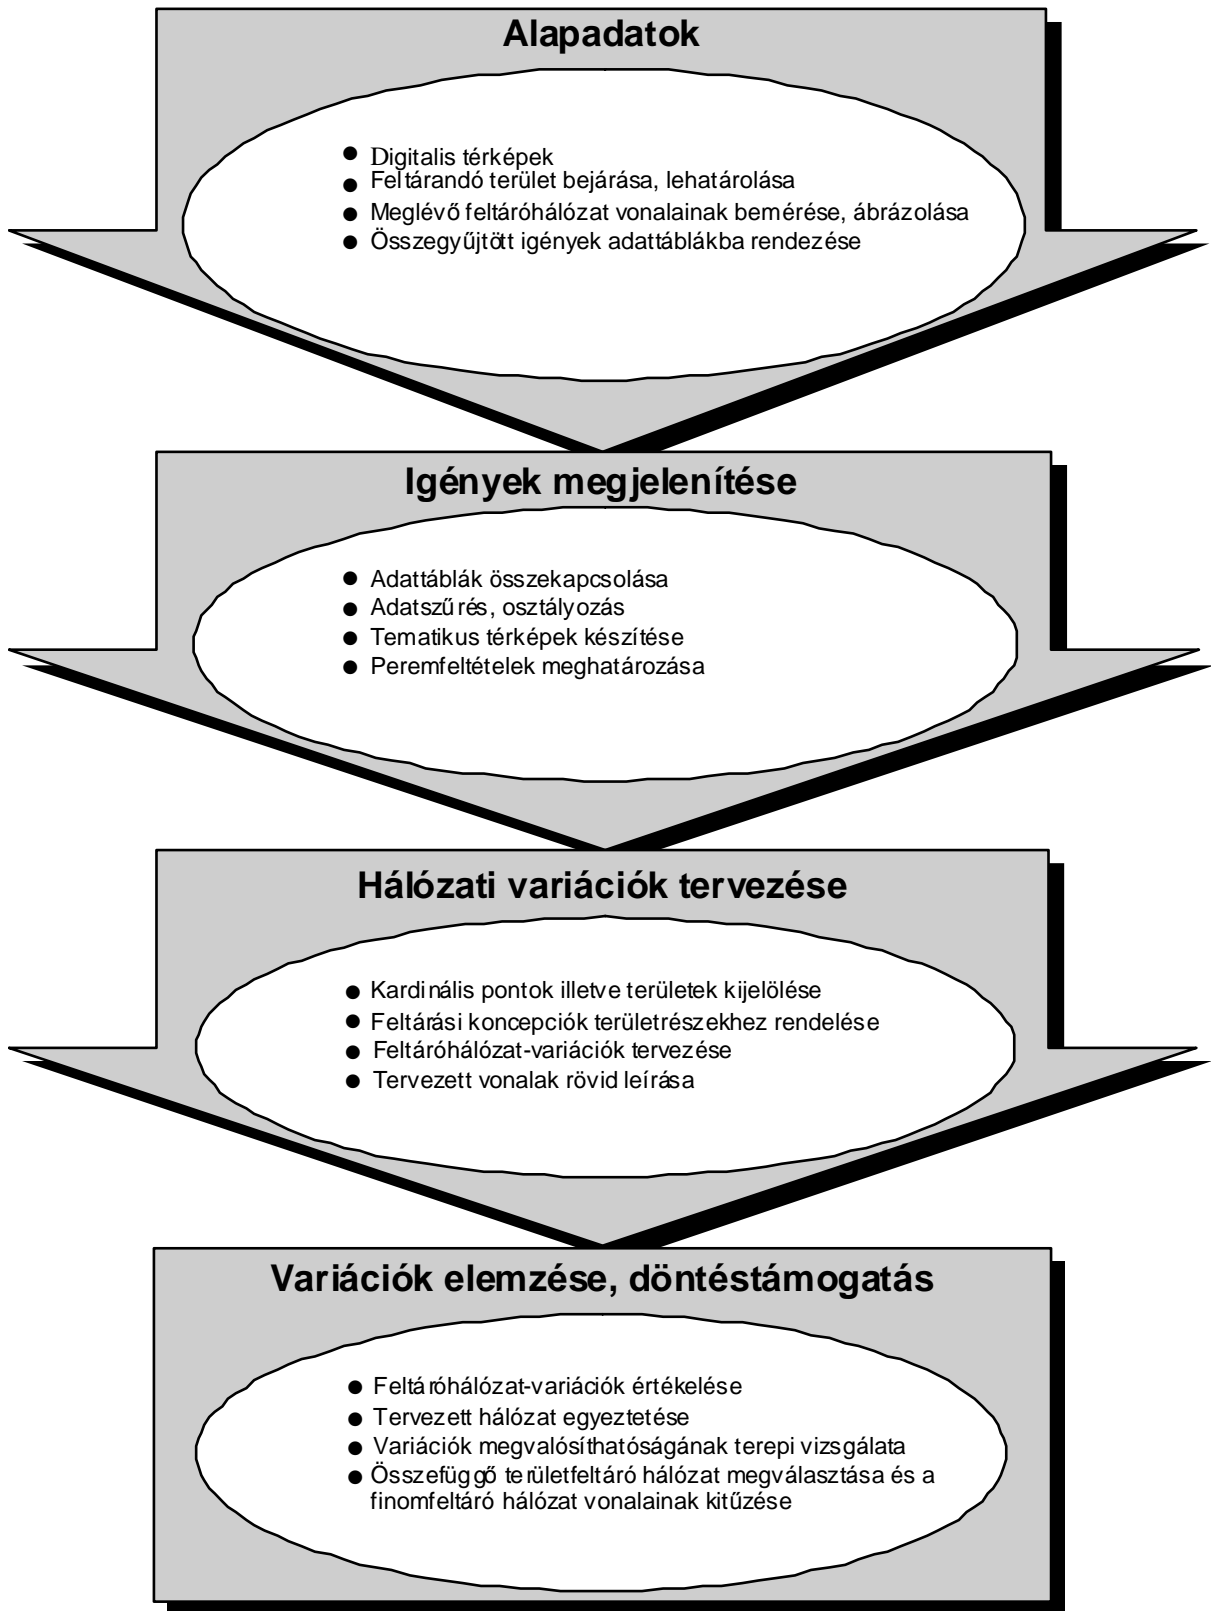 Alapadatok
● Digitalis térképek
● Feltárandó terület bejárása, lehatárolása
● Meglévő feltáróhálózat vonalainak bemérése, ábrázolása
● Összegyűjtött igények adattáblákba rendezése
Igények megjelenítése
● Adattáblák összekapcsolása
● Adatszűrés, osztályozás
● Tematikus térképek készítése
● Peremfeltételek meghatározása
Hálózati variációk tervezése
● Kardinális pontok illetve területek kijelölése
● Feltárási koncepciók területrészekhez rendelése
● Feltáróhálózat-variációk tervezése
● Tervezett vonalak rövid leírása
Variációk elemzése, döntéstámogatás
● Feltáróhálózat-variációk értékelése
● Tervezett hálózat egyeztetése
● Variációk megvalósíthatóságának terepi vizsgálata
● Összefüggő területfeltáró hálózat megválasztása és a
finomfeltáró hálózat vonalainak kitűzése